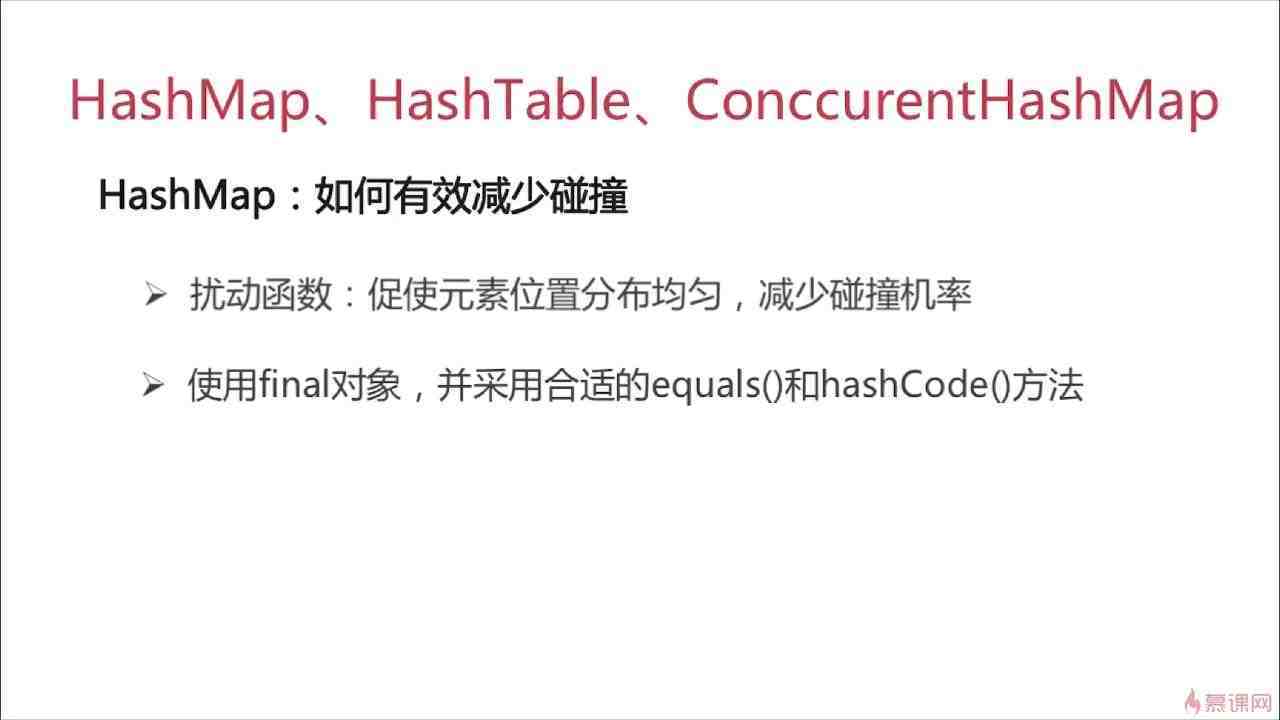 HashMap、HashTable、ConccurentHashMap
HashMap：如何有效减少碰撞
扰动函数：促使元素位置分布均匀，减少碰撞机率
使用final对象，并采用合适的equals()和hashCode()方法
慕课网